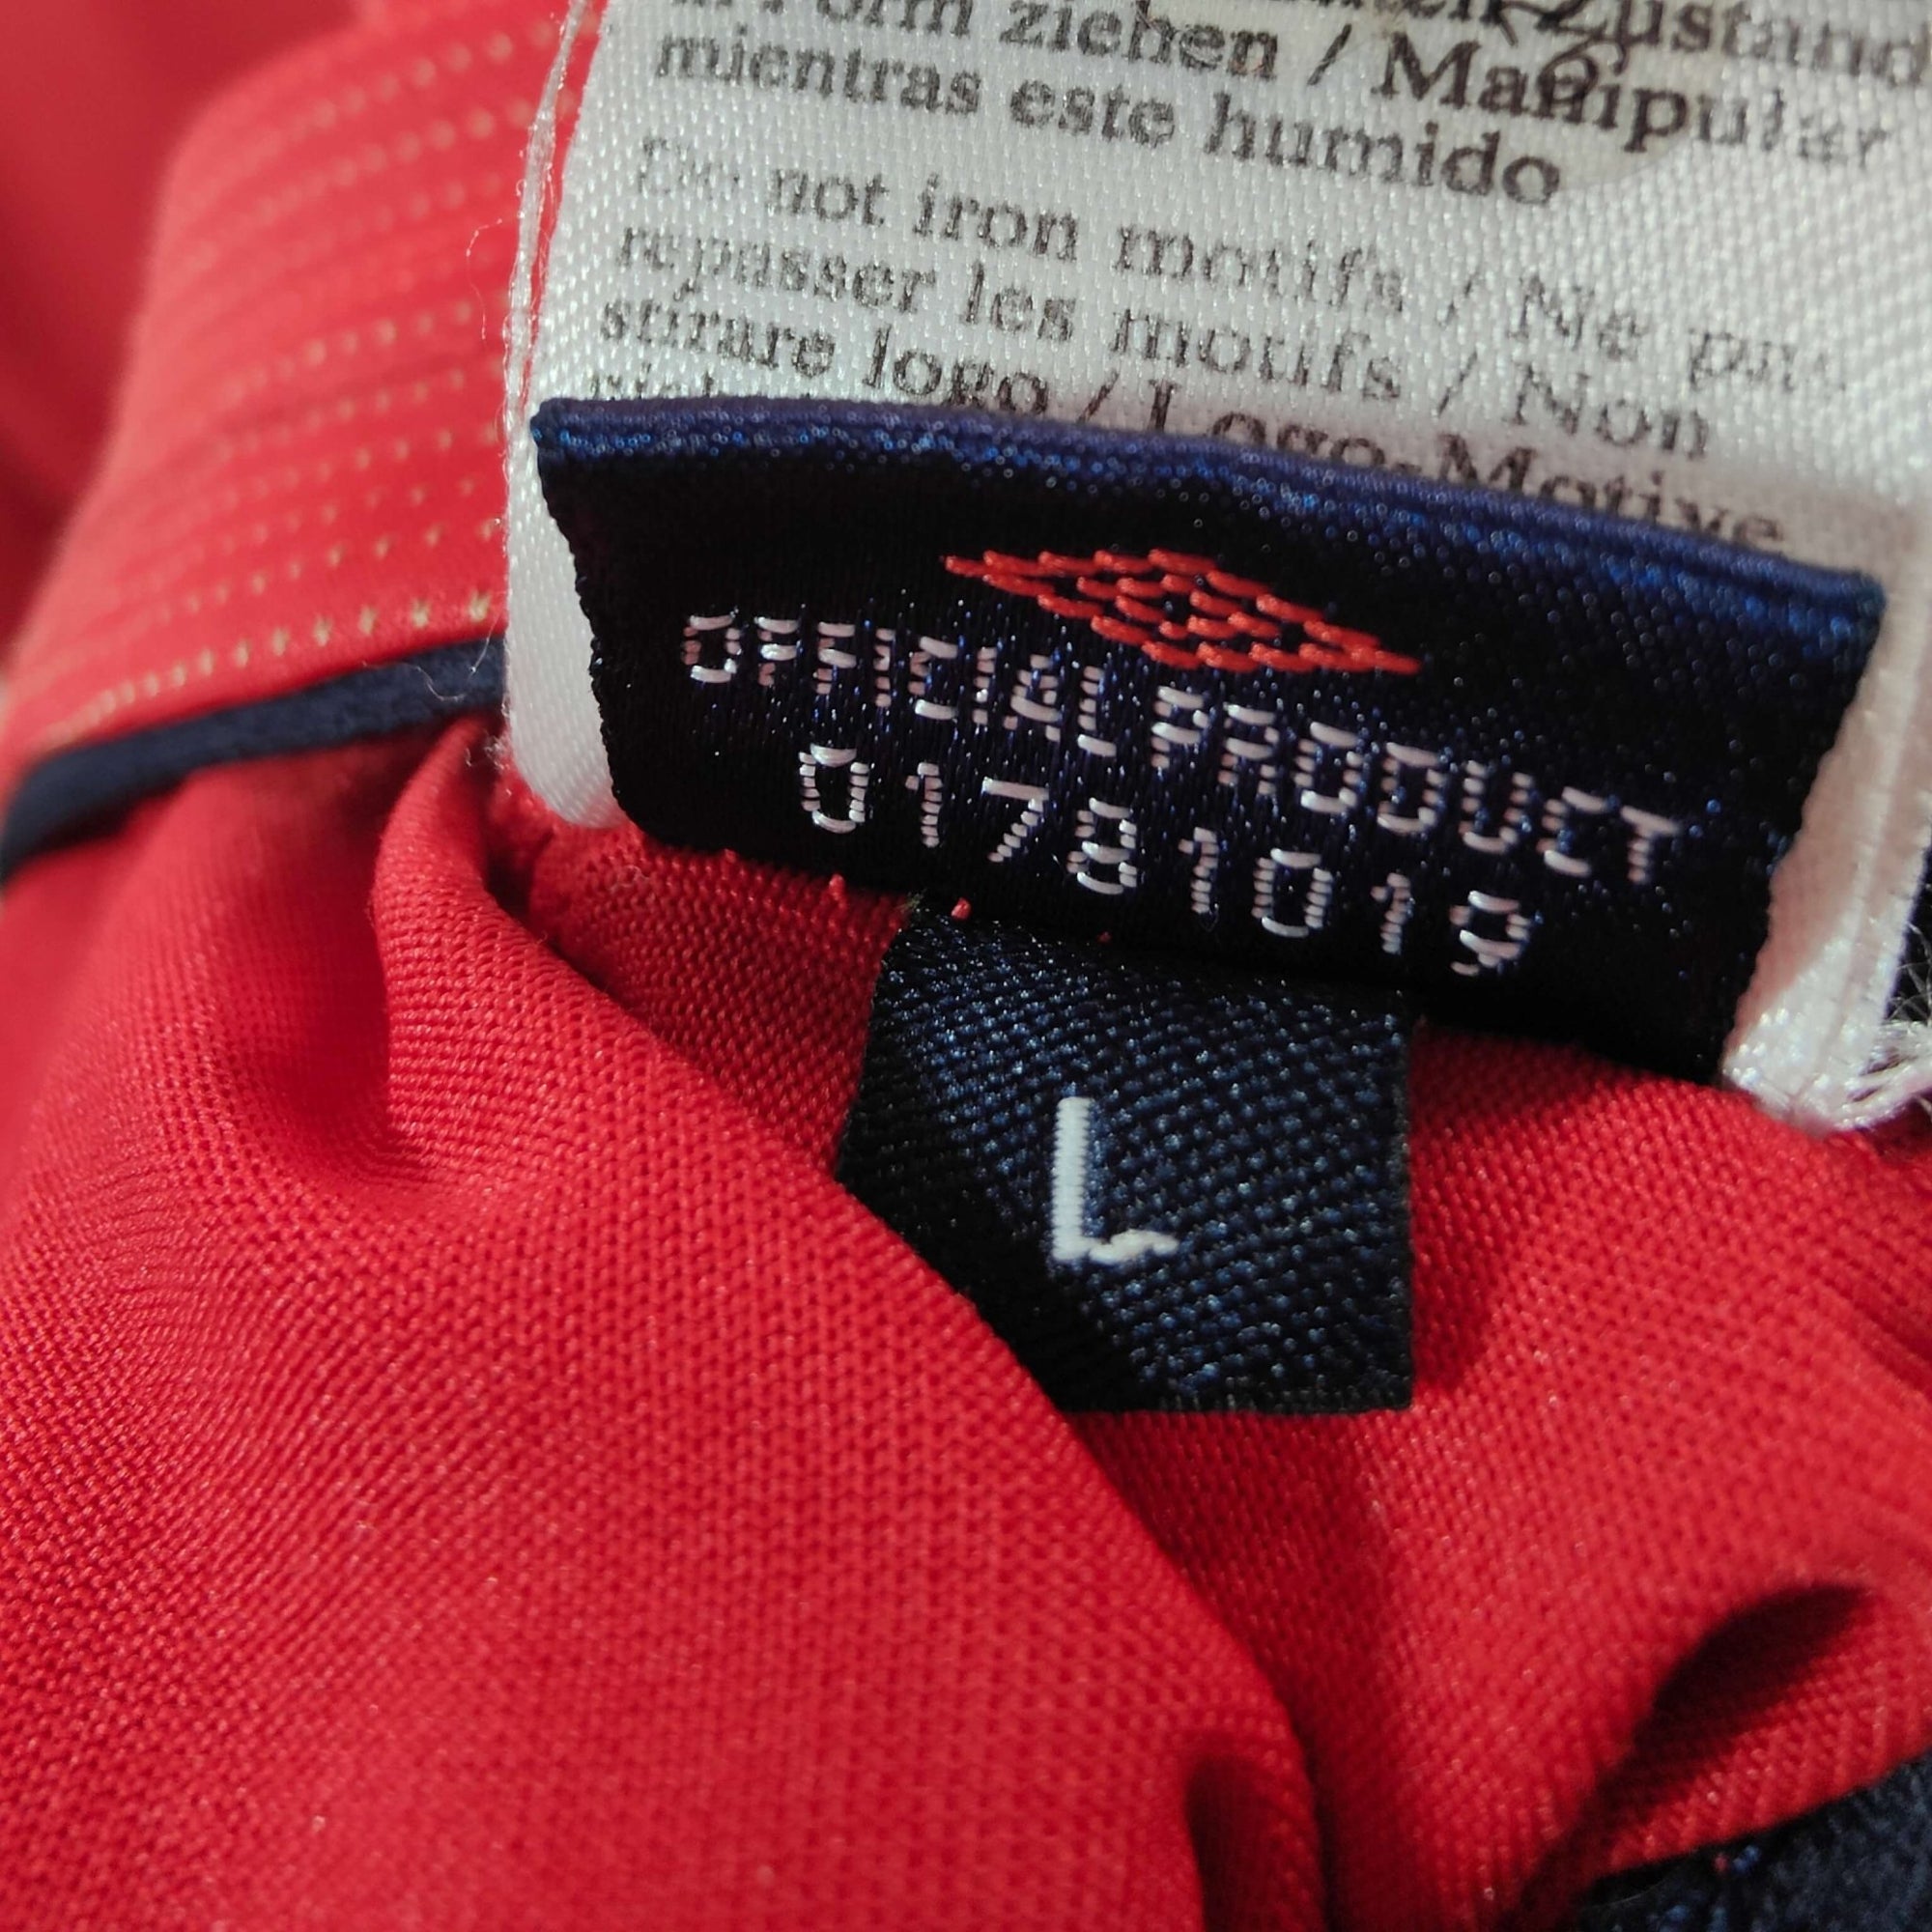 in Form ziehen / Manipular
mientras este humido
Do not iron motifs / Ne pas
repasser les motifs / Non
stirare logo / Logo-Motive
OFFICIAL PRODUCT
01781019
L